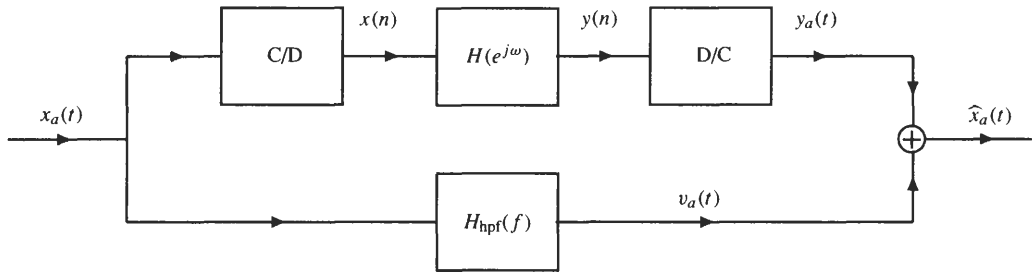 x(n)
y(n)
y_a(t)
C/D
H(e^{jω})
D/C
x_a(t)
x̂_a(t)
+
H_hpf(f)
v_a(t)